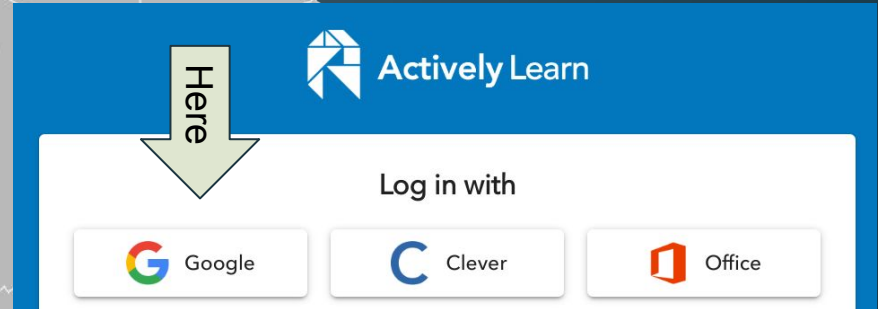 Actively Learn
Here
Log in with
Google
Clever
Office